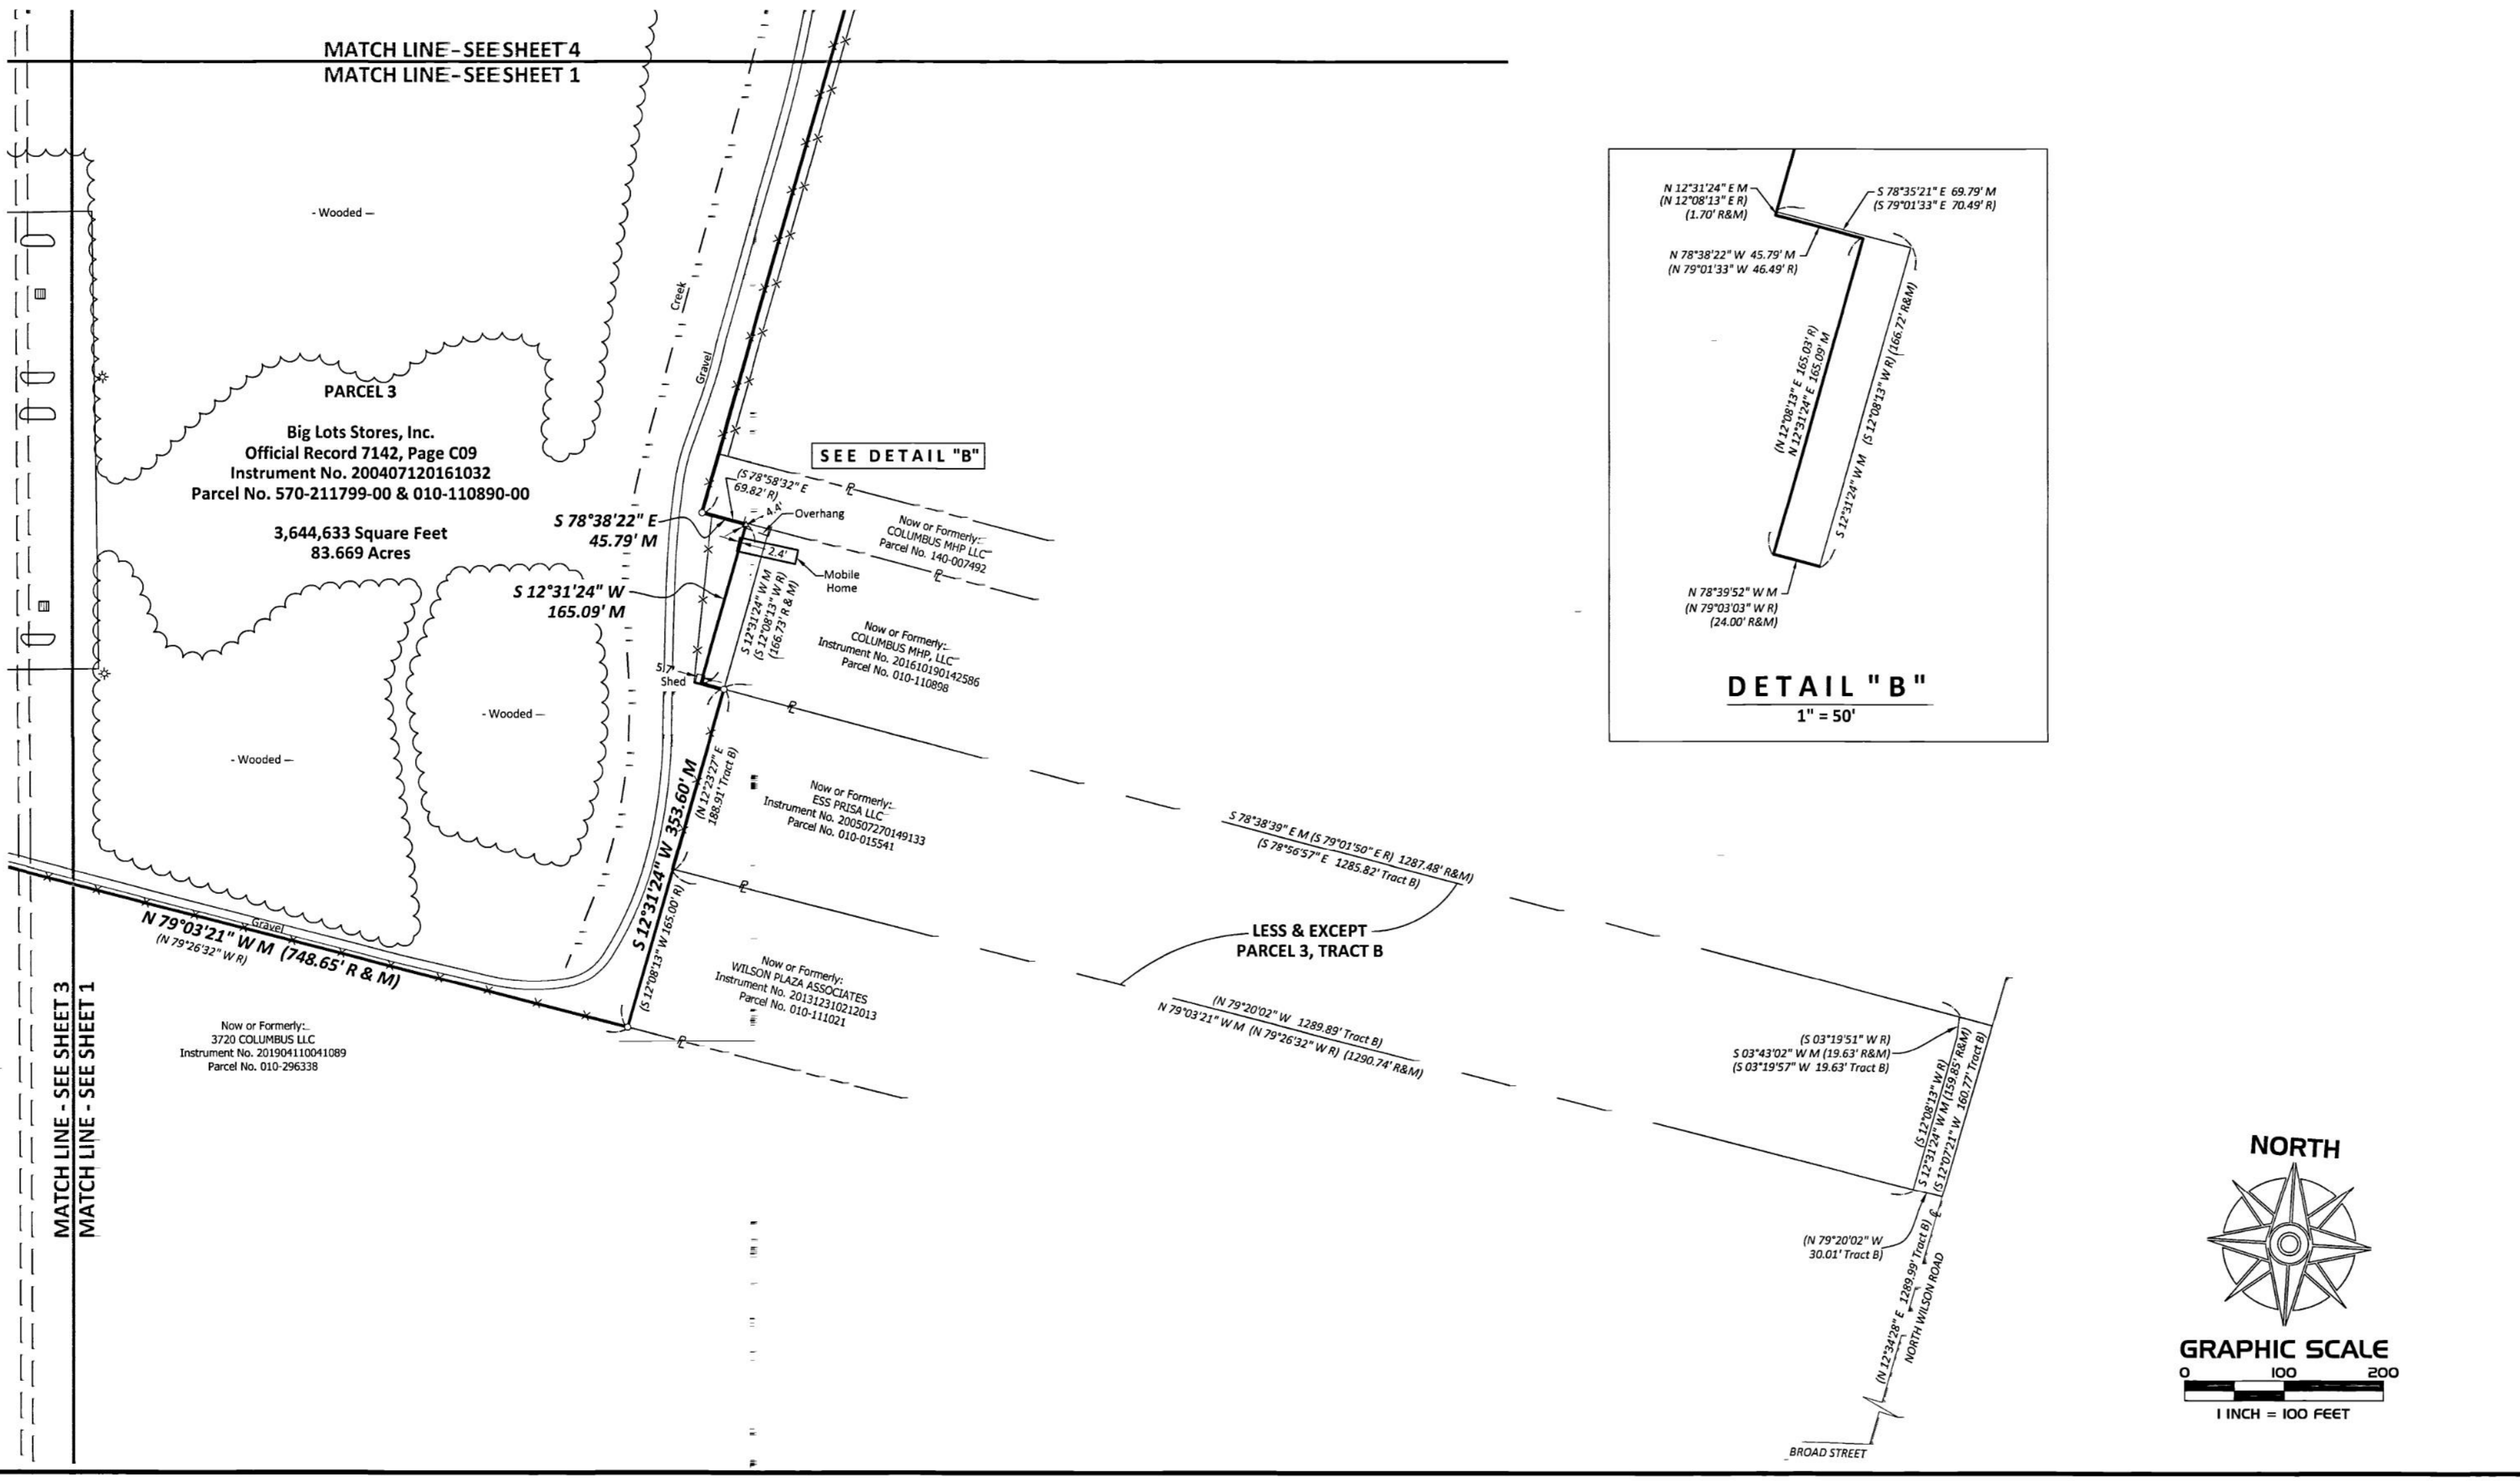 MATCH LINE - SEE SHEET 4
MATCH LINE - SEE SHEET 1
- Wooded -
Creek
Gravel
PARCEL 3
Big Lots Stores, Inc.
Official Record 7142, Page C09
Instrument No. 200407120161032
Parcel No. 570-211799-00 & 010-110890-00
3,644,633 Square Feet
83.669 Acres
SEE DETAIL "B"
(S 78°58'32" E
69.82' R)
4.4'
Overhang
S 78°38'22" E
45.79' M
2.4'
Mobile
Home
S 12°31'24" W
165.09' M
S 12°31'24" W M
(S 12°08'13" W R)
(166.73' R & M)
Now or Formerly:
COLUMBUS MHP LLC
Parcel No. 140-007492
Now or Formerly:
COLUMBUS MHP, LLC
Instrument No. 201610190142586
Parcel No. 010-110898
5.7'
Shed
- Wooded -
- Wooded -
S 12°31'24" W 353.60' M
(N 12°23'27" E
188.91' Tract B)
(S 12°08'13" W 165.00' R)
Now or Formerly:
ESS PRISA LLC
Instrument No. 200507270149133
Parcel No. 010-015541
Now or Formerly:
WILSON PLAZA ASSOCIATES
Instrument No. 201312310212013
Parcel No. 010-111021
Gravel
N 79°03'21" W M (748.65' R & M)
(N 79°26'32" W R)
Now or Formerly:
3720 COLUMBUS LLC
Instrument No. 201904110041089
Parcel No. 010-296338
MATCH LINE - SEE SHEET 3
MATCH LINE - SEE SHEET 1
S 78°38'39" E M (S 79°01'50" E R) 1287.48' R&M)
(S 78°56'57" E 1285.82' Tract B)
LESS & EXCEPT
PARCEL 3, TRACT B
(N 79°20'02" W 1289.89' Tract B)
N 79°03'21" W M (N 79°26'32" W R) (1290.74' R&M)
(S 03°19'51" W R)
S 03°43'02" W M (19.63' R&M)
(S 03°19'57" W 19.63' Tract B)
(S 12°08'13" W R)
S 12°31'24" W M (159.85' R&M)
(S 12°07'21" W 160.77' Tract B)
(N 79°20'02" W
30.01' Tract B)
(N 12°34'28" E 1289.99' Tract B)
NORTH WILSON ROAD
BROAD STREET
N 12°31'24" E M
(N 12°08'13" E R)
(1.70' R&M)
S 78°35'21" E 69.79' M
(S 79°01'33" E 70.49' R)
N 78°38'22" W 45.79' M
(N 79°01'33" W 46.49' R)
(N 12°08'13" E 165.03' R)
N 12°31'24" E 165.09' M
S 12°31'24" W M (S 12°08'13" W R) (166.72' R&M)
N 78°39'52" W M
(N 79°03'03" W R)
(24.00' R&M)
DETAIL "B"
1" = 50'
NORTH
GRAPHIC SCALE
0 100 200
1 INCH = 100 FEET